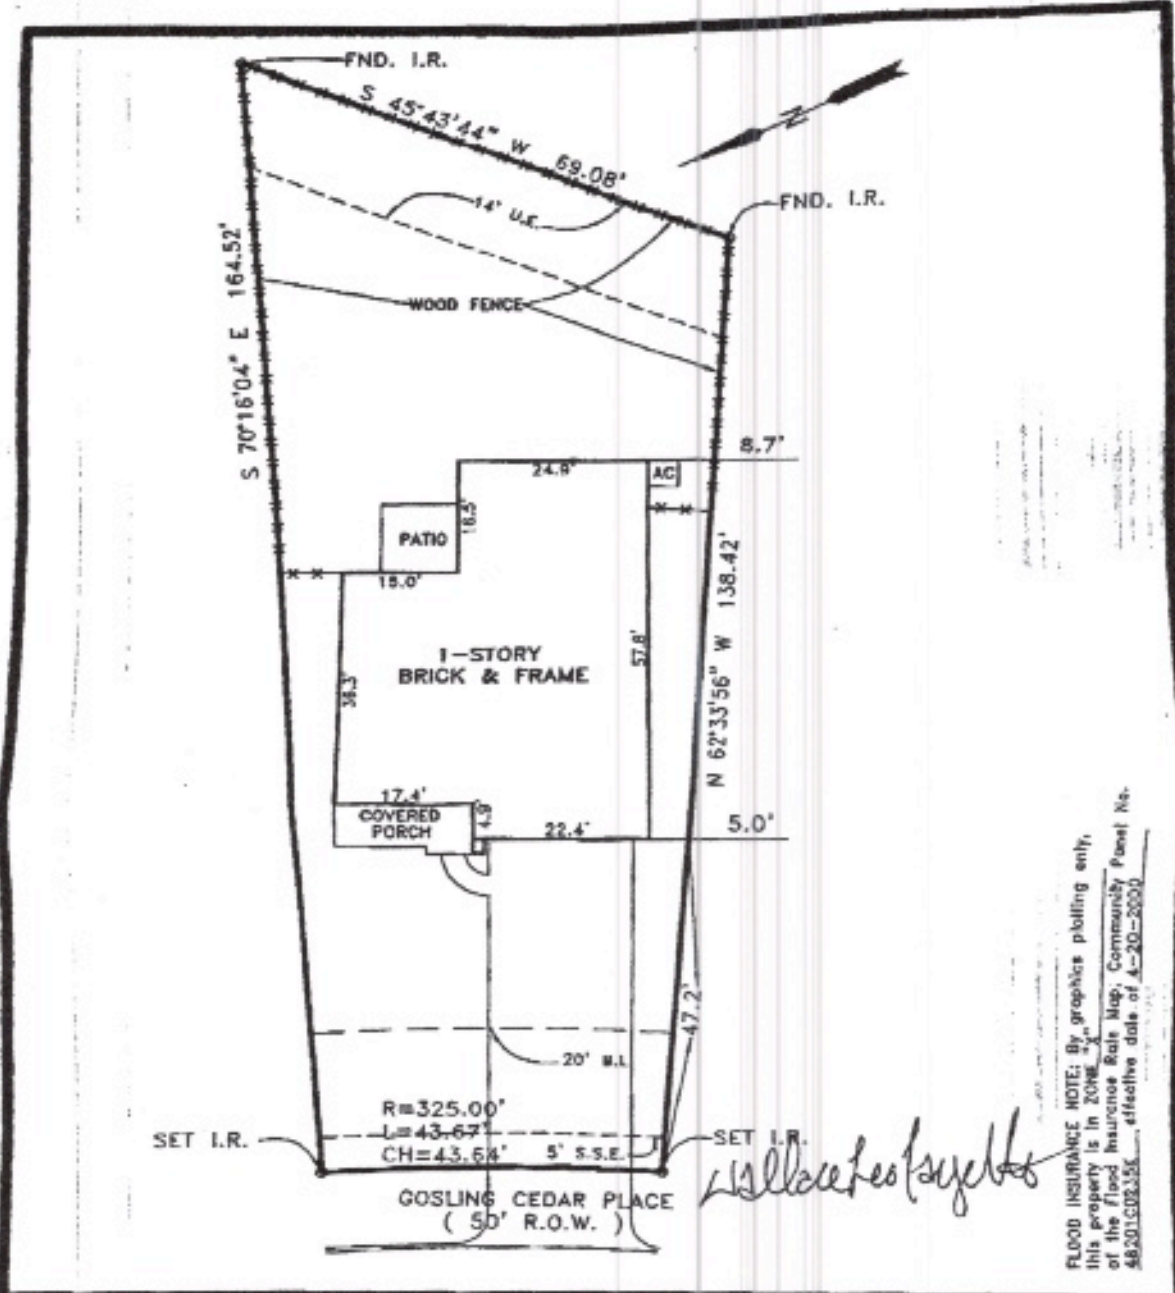 FND. I.R.
S 45°43'44" W 69.08'
N
14' U.E.
FND. I.R.
S 70°16'04" E 164.52'
WOOD FENCE
8.7'
24.9'
AC
16.5'
PATIO
15.0'
N 62°33'56" W 138.42'
1-STORY
BRICK & FRAME
57.8'
36.3'
17.4'
COVERED
PORCH
4.9'
22.4'
5.0'
47.2'
20' B.L.
R=325.00'
L=43.67'
CH=43.64'
5' S.S.E.
SET I.R.
SET I.R.
GOSLING CEDAR PLACE
( 50' R.O.W. )
FLOOD INSURANCE NOTE: By graphics plotting only,
this property is in ZONE "X"
of the Flood Insurance Rate Map, Community Panel No.
48201C0235K effective date of 4-20-2000